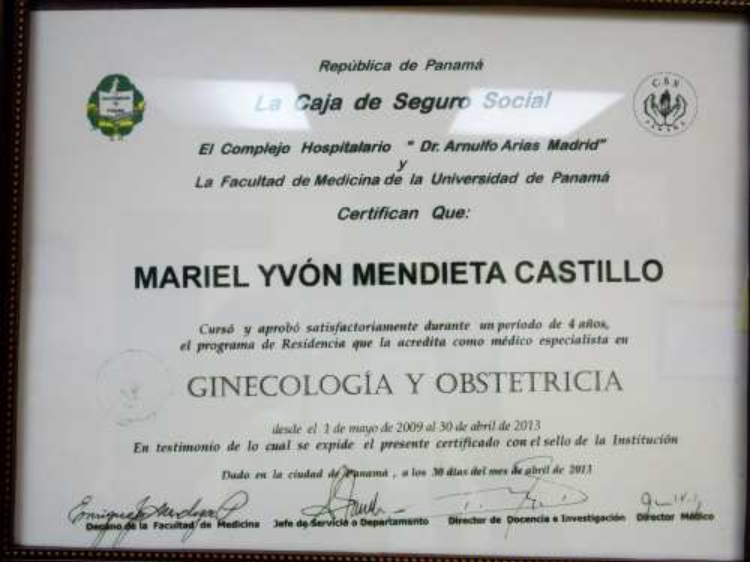 República de Panamá
La Caja de Seguro Social
C S S
PANAMÁ
El Complejo Hospitalario " Dr. Arnulfo Arias Madrid"
y
La Facultad de Medicina de la Universidad de Panamá
Certifican Que:
MARIEL YVÓN MENDIETA CASTILLO
Cursó y aprobó satisfactoriamente durante un período de 4 años,
el programa de Residencia que la acredita como médico especialista en
GINECOLOGÍA Y OBSTETRICIA
desde el 1 de mayo de 2009 al 30 de abril de 2013
En testimonio de lo cual se expide el presente certificado con el sello de la Institución
Dado en la ciudad de Panamá , a los 30 días del mes de abril de 2013
Decano de la Facultad de Medicina Jefe de Servicio o Departamento Director de Docencia e Investigación Director Médico